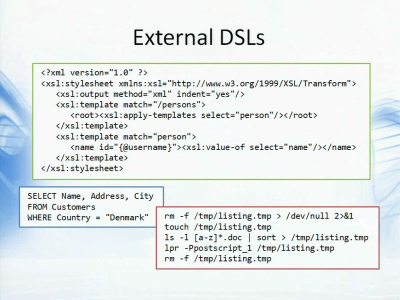 External DSLs
<?xml version="1.0" ?>
<xsl:stylesheet xmlns:xsl="http://www.w3.org/1999/XSL/Transform">
<xsl:output method="xml" indent="yes"/>
<xsl:template match="/persons">
<root><xsl:apply-templates select="person"/></root>
</xsl:template>
<xsl:template match="person">
<name id="{@username}"><xsl:value-of select="name"/></name>
</xsl:template>
</xsl:stylesheet>
SELECT Name, Address, City
FROM Customers
WHERE Country = "Denmark"
rm -f /tmp/listing.tmp > /dev/null 2>&1
touch /tmp/listing.tmp
ls -l [a-z]*.doc | sort > /tmp/listing.tmp
lpr -Ppostscript_1 /tmp/listing.tmp
rm -f /tmp/listing.tmp